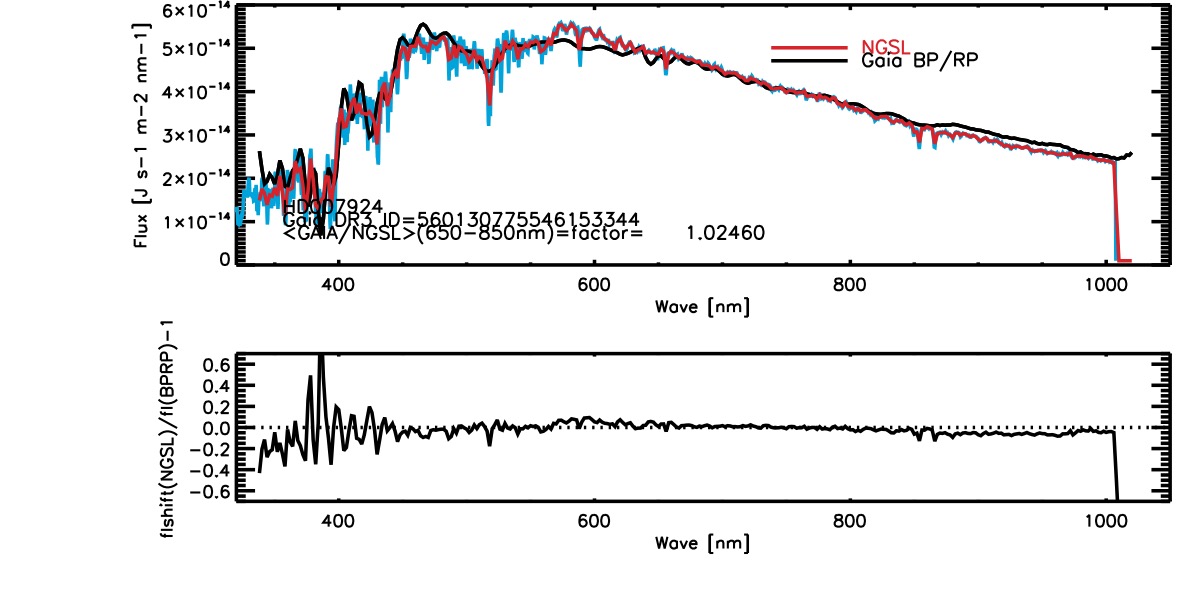 6×10⁻¹⁴
5×10⁻¹⁴
4×10⁻¹⁴
3×10⁻¹⁴
2×10⁻¹⁴
1×10⁻¹⁴
0
Flux [J s−1 m−2 nm−1]
NGSL
Gaia BP/RP
HD007924
Gaia DR3 ID=560130775546153344
<GAIA/NGSL>(650−850nm)=factor= 1.02460
400 600 800 1000
Wave [nm]
flshift(NGSL)/fl(BPRP)−1
0.6
0.4
0.2
0.0
−0.2
−0.4
−0.6
400 600 800 1000
Wave [nm]